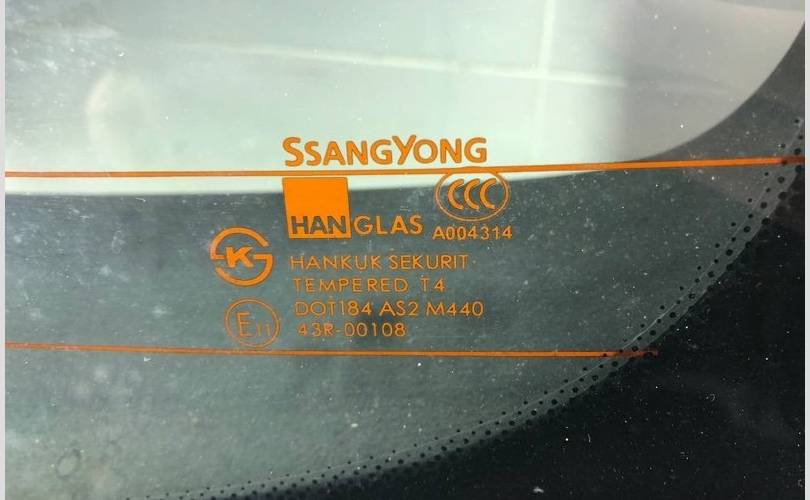 SSANGYONG
CCC
HANGLAS
A004314
K
HANKUK SEKURIT
TEMPERED T4
DOT184 AS2 M440
E11
43R-00108